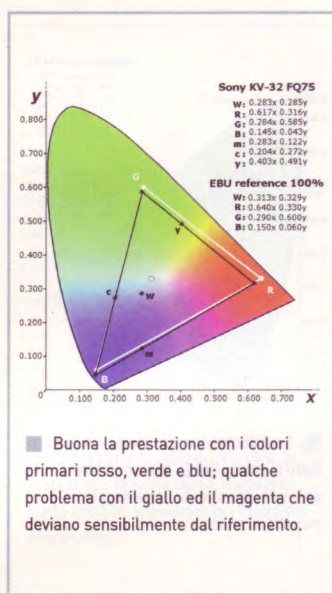 y
Sony KV-32 FQ75
W: 0.283x 0.285y
R: 0.617x 0.316y
G: 0.284x 0.585y
B: 0.145x 0.043y
m: 0.283x 0.122y
c: 0.204x 0.272y
y: 0.403x 0.491y
EBU reference 100%
W: 0.313x 0.329y
R: 0.640x 0.330y
G: 0.290x 0.600y
B: 0.150x 0.060y
0.800
0.700
0.600
0.500
0.400
0.300
0.200
0.100
0
0.100 0.200 0.300 0.400 0.500 0.600 0.700
x
G
y
R
c
w
m
B
Buona la prestazione con i colori
primari rosso, verde e blu; qualche
problema con il giallo ed il magenta che
deviano sensibilmente dal riferimento.